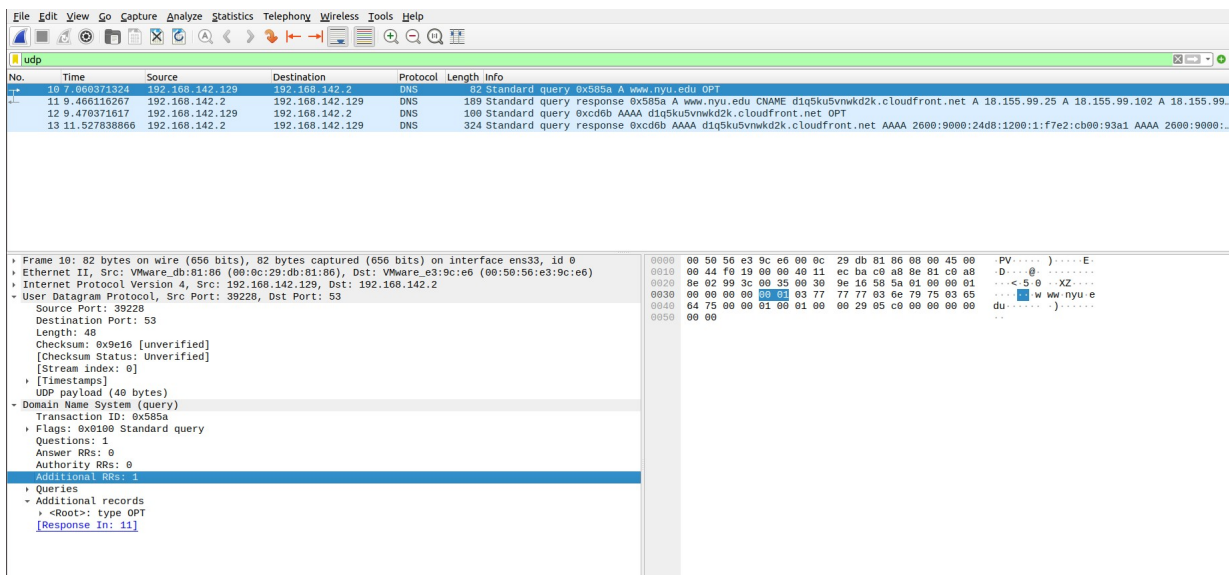 File Edit View Go Capture Analyze Statistics Telephony Wireless Tools Help
udp
No. Time Source Destination Protocol Length Info
10 7.060371324 192.168.142.129 192.168.142.2 DNS 82 Standard query 0x585a A www.nyu.edu OPT
11 9.466116267 192.168.142.2 192.168.142.129 DNS 189 Standard query response 0x585a A www.nyu.edu CNAME d1q5ku5vnwkd2k.cloudfront.net A 18.155.99.25 A 18.155.99.102 A 18.155.99…
12 9.470371617 192.168.142.129 192.168.142.2 DNS 100 Standard query 0xcd6b AAAA d1q5ku5vnwkd2k.cloudfront.net OPT
13 11.527838866 192.168.142.2 192.168.142.129 DNS 324 Standard query response 0xcd6b AAAA d1q5ku5vnwkd2k.cloudfront.net AAAA 2600:9000:24d8:1200:1:f7e2:cb00:93a1 AAAA 2600:9000:…
Frame 10: 82 bytes on wire (656 bits), 82 bytes captured (656 bits) on interface ens33, id 0
Ethernet II, Src: VMware_db:81:86 (00:0c:29:db:81:86), Dst: VMware_e3:9c:e6 (00:50:56:e3:9c:e6)
Internet Protocol Version 4, Src: 192.168.142.129, Dst: 192.168.142.2
User Datagram Protocol, Src Port: 39228, Dst Port: 53
Source Port: 39228
Destination Port: 53
Length: 48
Checksum: 0x9e16 [unverified]
[Checksum Status: Unverified]
[Stream index: 0]
[Timestamps]
UDP payload (40 bytes)
Domain Name System (query)
Transaction ID: 0x585a
Flags: 0x0100 Standard query
Questions: 1
Answer RRs: 0
Authority RRs: 0
Additional RRs: 1
Queries
Additional records
<Root>: type OPT
[Response In: 11]
0000 00 50 56 e3 9c e6 00 0c 29 db 81 86 08 00 45 00 ·PV····· )·····E·
0010 00 44 f0 19 00 00 40 11 ec ba c0 a8 8e 81 c0 a8 ·D····@· ········
0020 8e 02 99 3c 00 35 00 30 9e 16 58 5a 01 00 00 01 ···<·5·0 ··XZ····
0030 00 00 00 00 00 01 03 77 77 77 03 6e 79 75 03 65 ·······w ww·nyu·e
0040 64 75 00 00 01 00 01 00 00 29 05 c0 00 00 00 00 du······ ·)······
0050 00 00 ··